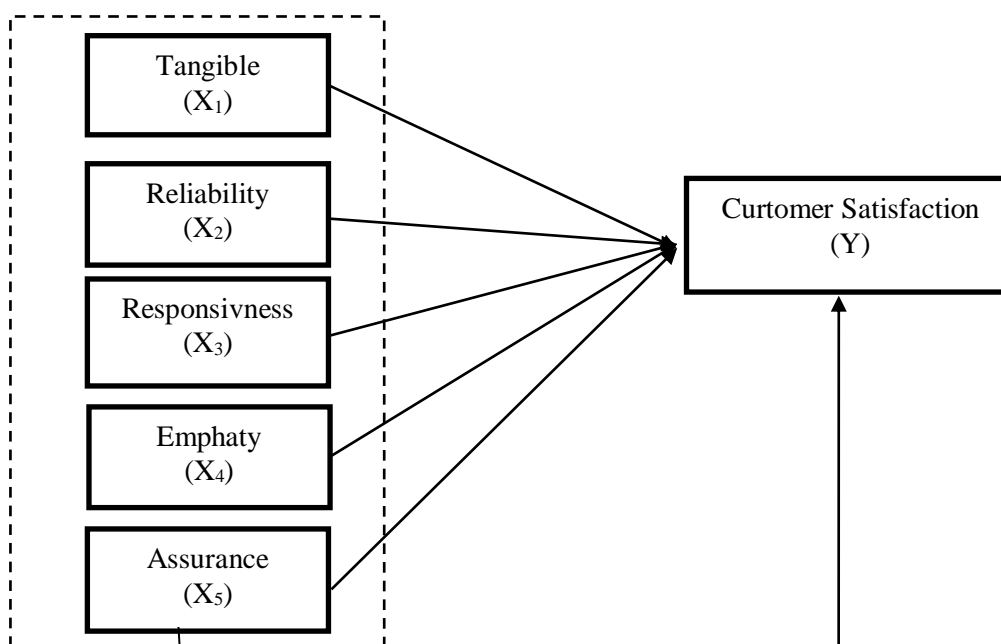 Tangible
(X₁)
Reliability
(X₂)
Responsivness
(X₃)
Emphaty
(X₄)
Assurance
(X₅)
Curtomer Satisfaction
(Y)